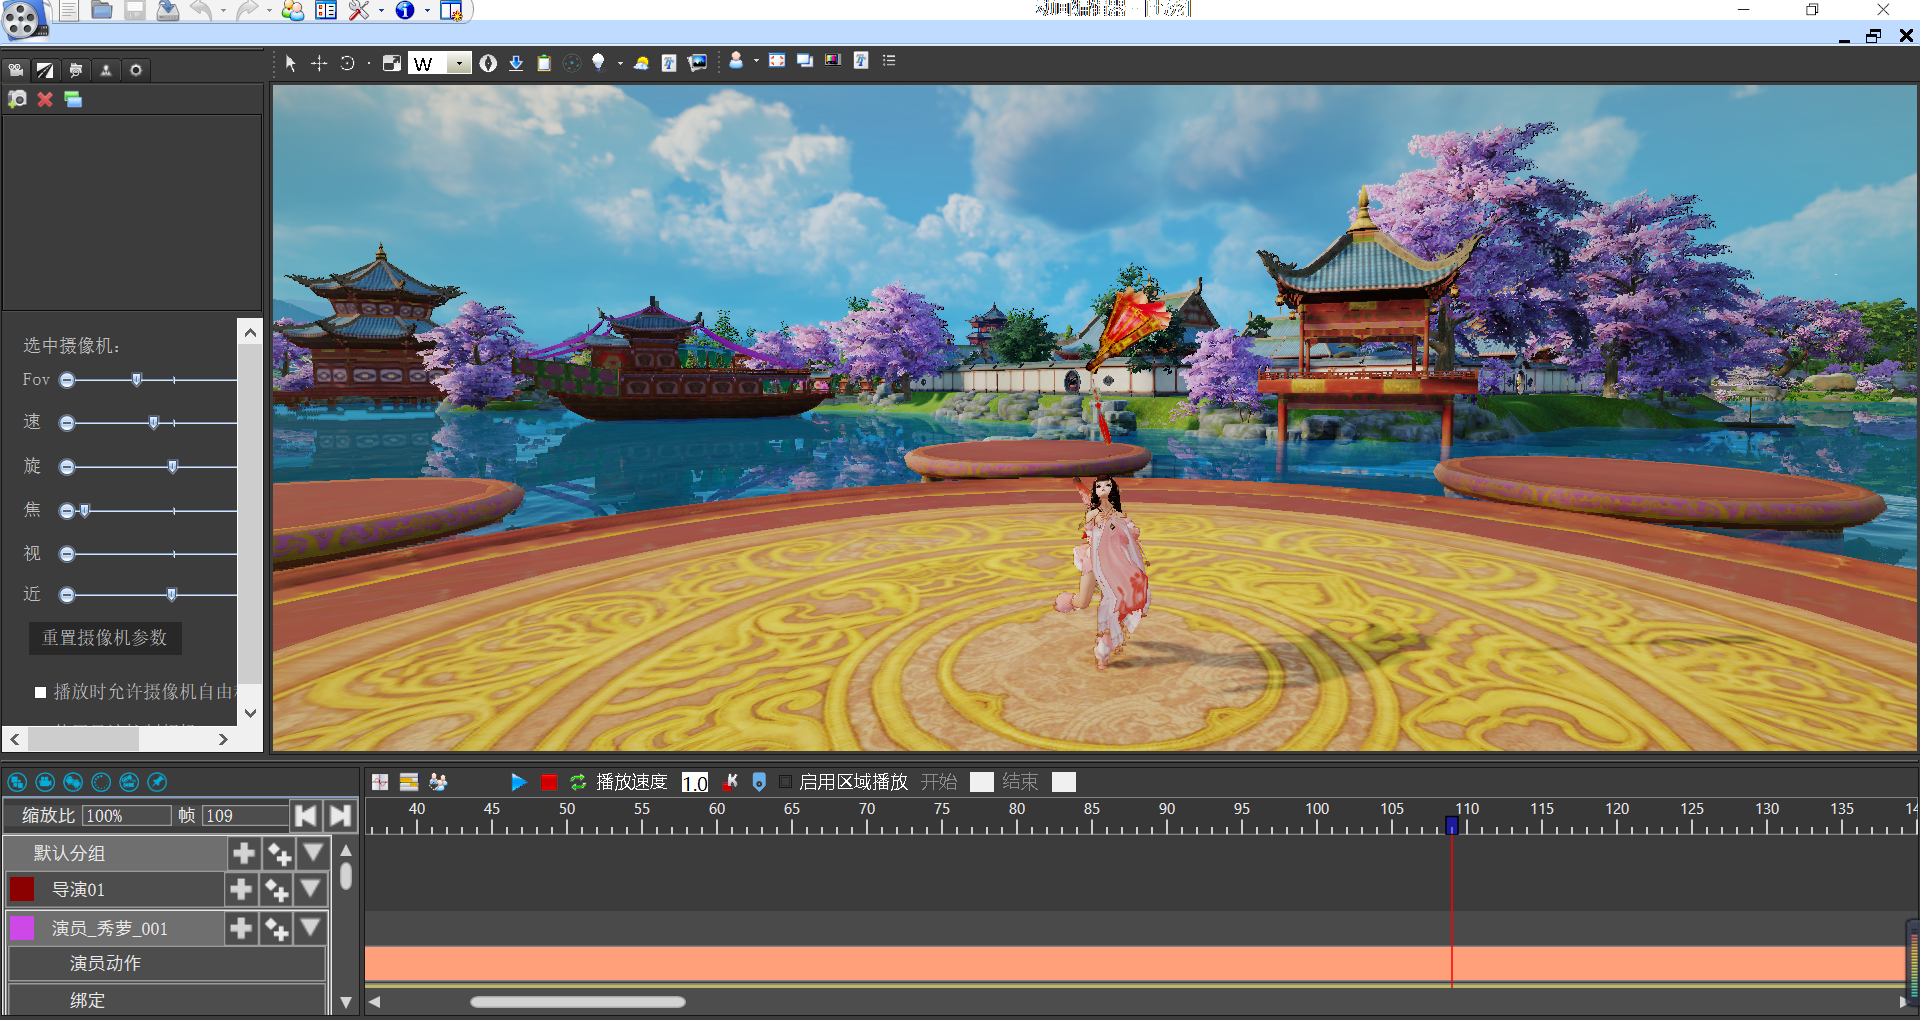 W
选中摄像机:
Fov
速
旋
焦
视
近
重置摄像机参数
播放时允许摄像机自由
播放速度 1.0 启用区域播放 开始 结束
缩放比 100% 帧 109
40 45 50 55 60 65 70 75 80 85 90 95 100 105 110 115 120 125 130 135
默认分组
导演01
演员_秀萝_001
演员动作
绑定